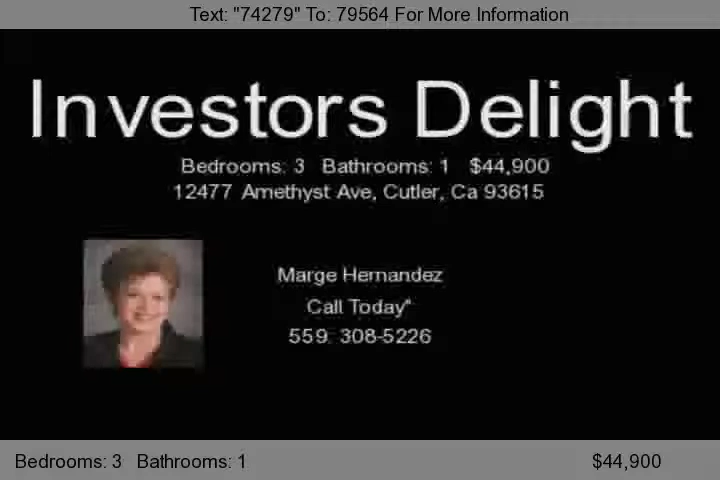 Text: "74279" To: 79564 For More Information
Investors Delight
Bedrooms: 3 Bathrooms: 1 $44,900
12477 Amethyst Ave, Cutler, Ca 93615
Marge Hernandez
Call Today"
559. 308-5226
Bedrooms: 3 Bathrooms: 1 $44,900